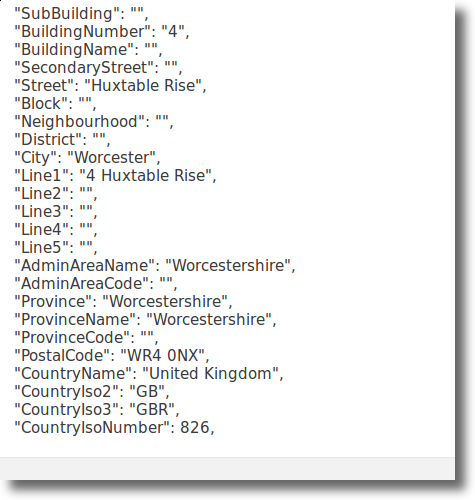 "SubBuilding": "",
"BuildingNumber": "4",
"BuildingName": "",
"SecondaryStreet": "",
"Street": "Huxtable Rise",
"Block": "",
"Neighbourhood": "",
"District": "",
"City": "Worcester",
"Line1": "4 Huxtable Rise",
"Line2": "",
"Line3": "",
"Line4": "",
"Line5": "",
"AdminAreaName": "Worcestershire",
"AdminAreaCode": "",
"Province": "Worcestershire",
"ProvinceName": "Worcestershire",
"ProvinceCode": "",
"PostalCode": "WR4 0NX",
"CountryName": "United Kingdom",
"CountryIso2": "GB",
"CountryIso3": "GBR",
"CountryIsoNumber": 826,